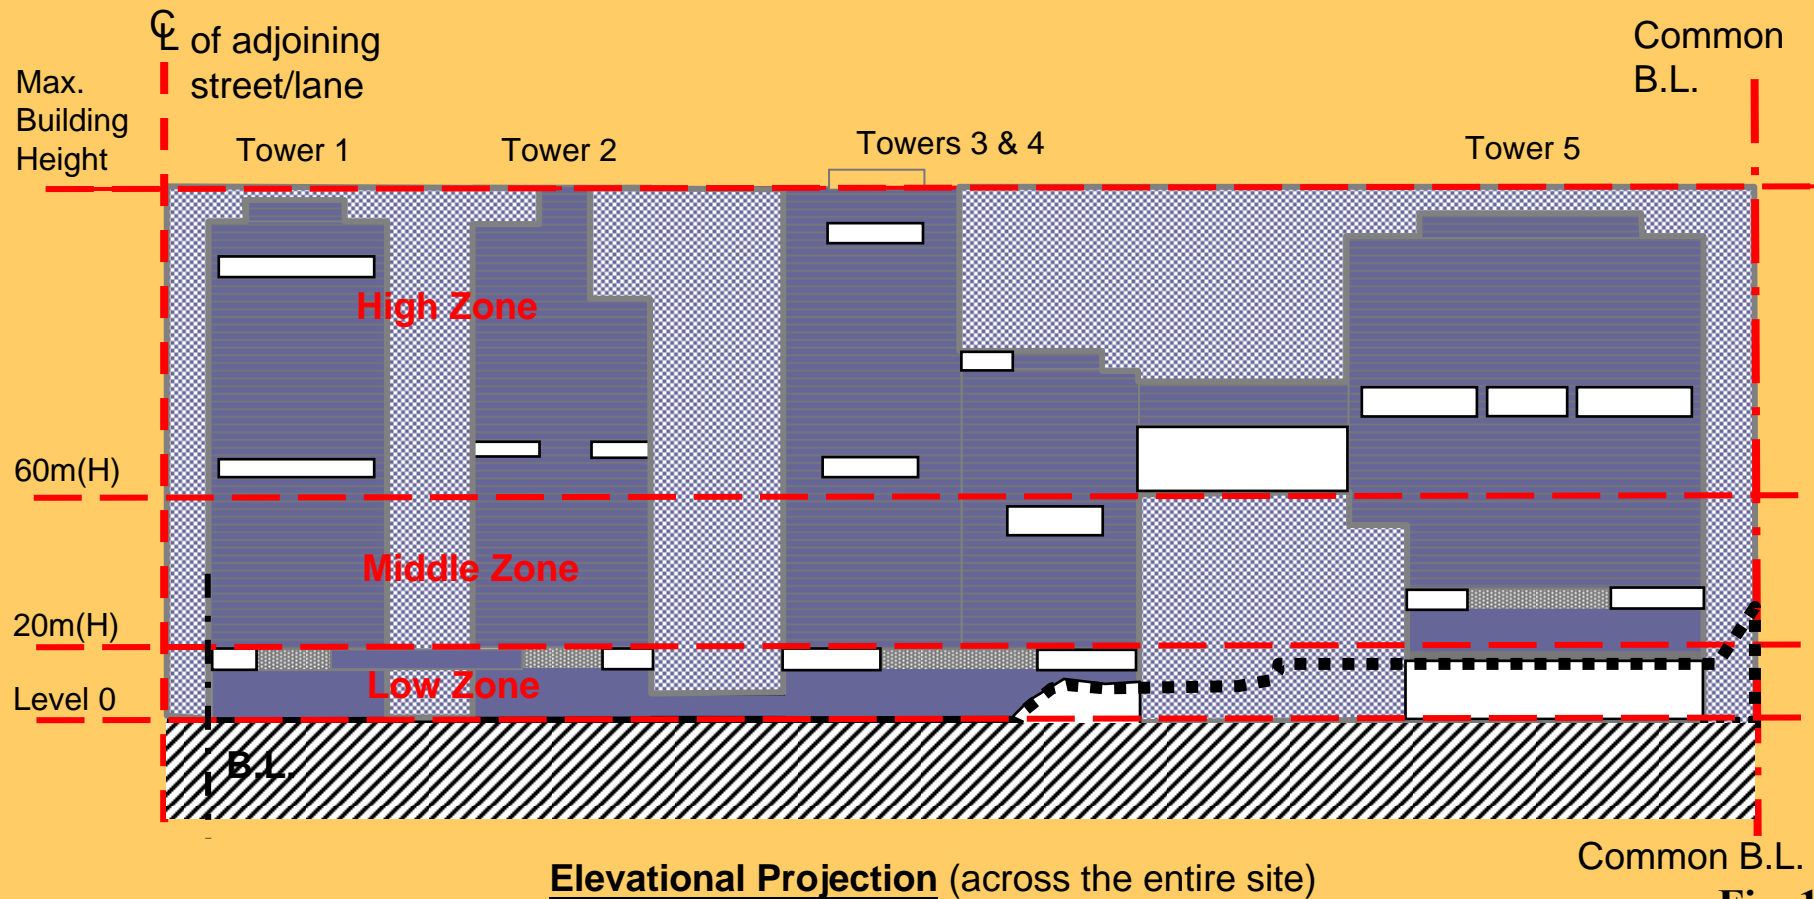 ℄ of adjoining
street/lane
Common
B.L.
Max.
Building
Height
Tower 1
Tower 2
Towers 3 & 4
Tower 5
High Zone
60m(H)
Middle Zone
20m(H)
Low Zone
Level 0
B.L.
Common B.L.
Elevational Projection (across the entire site)